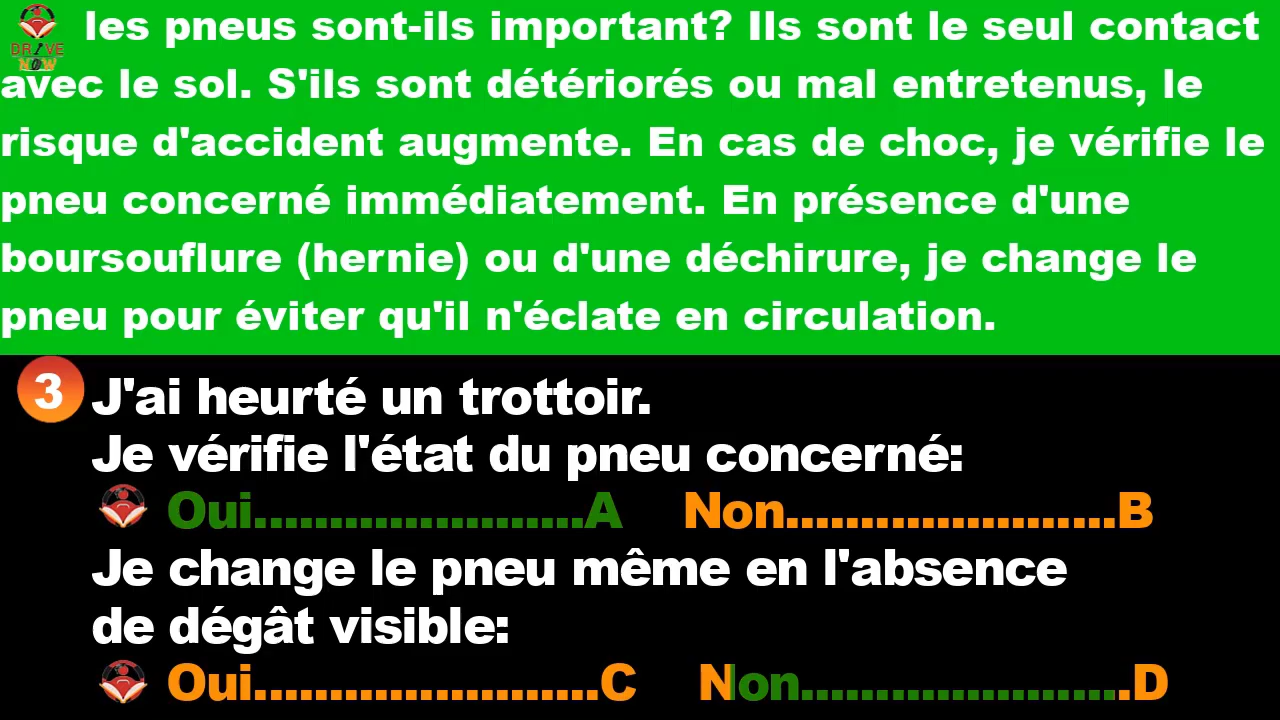 DRIVE
NOW
les pneus sont-ils important? Ils sont le seul contact
avec le sol. S'ils sont détériorés ou mal entretenus, le
risque d'accident augmente. En cas de choc, je vérifie le
pneu concerné immédiatement. En présence d'une
boursouflure (hernie) ou d'une déchirure, je change le
pneu pour éviter qu'il n'éclate en circulation.
3 J'ai heurté un trottoir.
Je vérifie l'état du pneu concerné:
Oui......................A Non......................B
Je change le pneu même en l'absence
de dégât visible:
Oui.......................C Non......................D